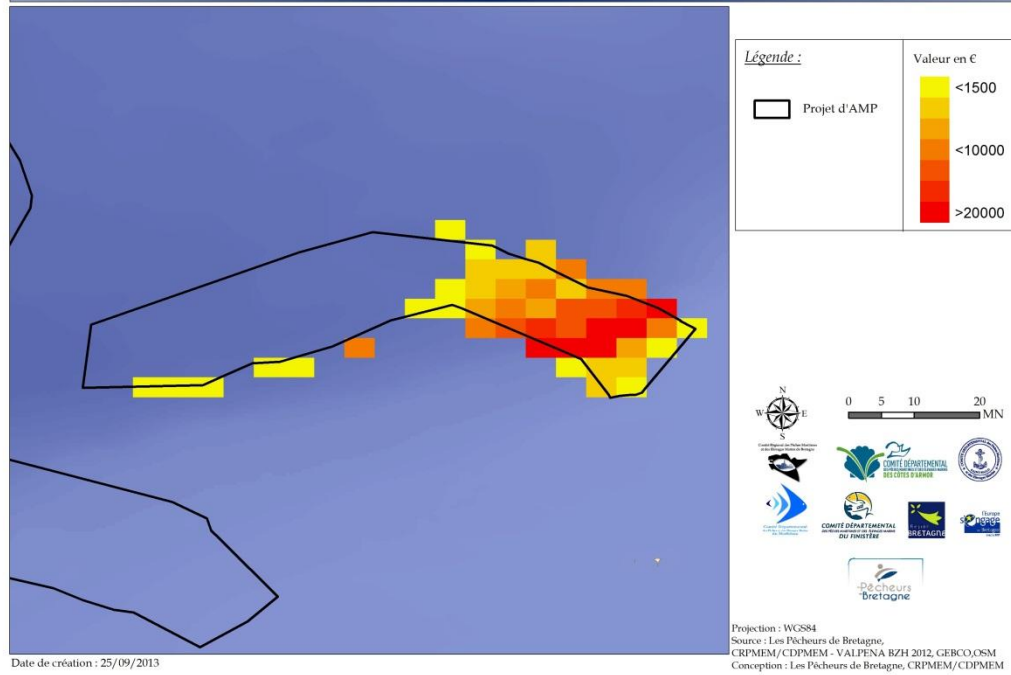 Légende :
Projet d'AMP
Valeur en €
<1500
<10000
>20000
N
W E
S
0 5 10 20
MN
COMITÉ DÉPARTEMENTAL
DES CÔTES D'ARMOR
COMITÉ DÉPARTEMENTAL
DU FINISTÈRE
BRETAGNE
L'Europe
s'engage
Pêcheurs
Bretagne
Projection : WGS84
Source : Les Pêcheurs de Bretagne,
CRPMEM/CDPMEM - VALPENA BZH 2012, GEBCO,OSM
Conception : Les Pêcheurs de Bretagne, CRPMEM/CDPMEM
Date de création : 25/09/2013